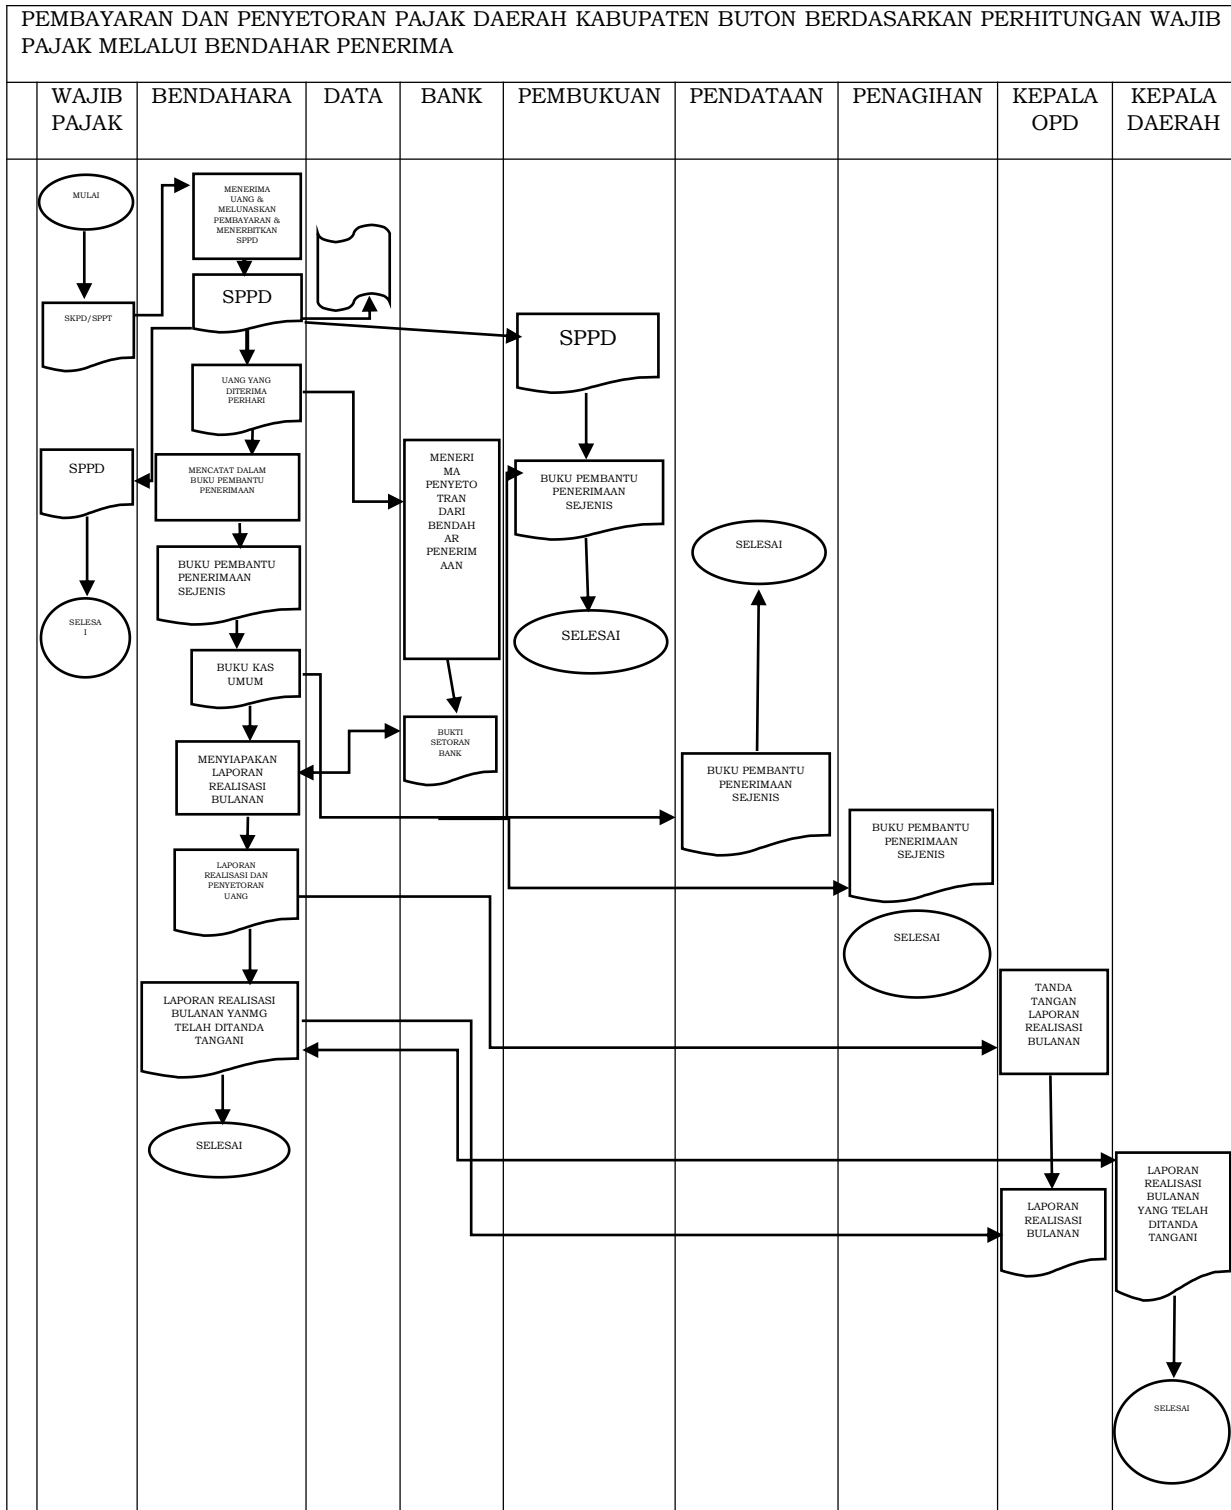 PEMBAYARAN DAN PENYETORAN PAJAK DAERAH KABUPATEN BUTON BERDASARKAN PERHITUNGAN WAJIB
PAJAK MELALUI BENDAHAR PENERIMA
WAJIB
PAJAK
BENDAHARA
DATA
BANK
PEMBUKUAN
PENDATAAN
PENAGIHAN
KEPALA
OPD
KEPALA
DAERAH
MULAI
SKPD/SPPT
SPPD
SELESA
I
MENERIMA
UANG &
MELUNASKAN
PEMBAYARAN &
MENERBITKAN
SPPD
SPPD
UANG YANG
DITERIMA
PERHARI
MENCATAT DALAM
BUKU PEMBANTU
PENERIMAAN
BUKU PEMBANTU
PENERIMAAN
SEJENIS
BUKU KAS
UMUM
MENYIAPAKAN
LAPORAN
REALISASI
BULANAN
LAPORAN
REALISASI DAN
PENYETORAN
UANG
LAPORAN REALISASI
BULANAN YANMG
TELAH DITANDA
TANGANI
SELESAI
MENERI
MA
PENYETO
TRAN
DARI
BENDAH
AR
PENERIM
AAN
BUKTI
SETORAN
BANK
SPPD
BUKU PEMBANTU
PENERIMAAN
SEJENIS
SELESAI
SELESAI
BUKU PEMBANTU
PENERIMAAN
SEJENIS
BUKU PEMBANTU
PENERIMAAN
SEJENIS
SELESAI
TANDA
TANGAN
LAPORAN
REALISASI
BULANAN
LAPORAN
REALISASI
BULANAN
LAPORAN
REALISASI
BULANAN
YANG TELAH
DITANDA
TANGANI
SELESAI